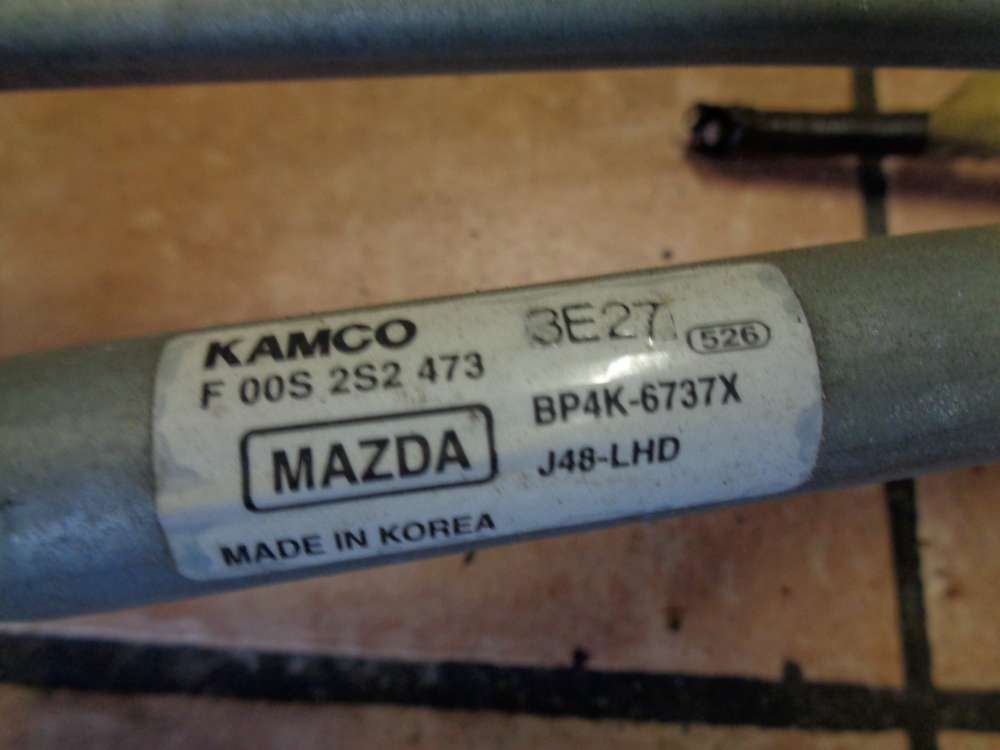 KAMCO
3E27
526
F 00S 2S2 473
BP4K-6737X
MAZDA
J48-LHD
MADE IN KOREA